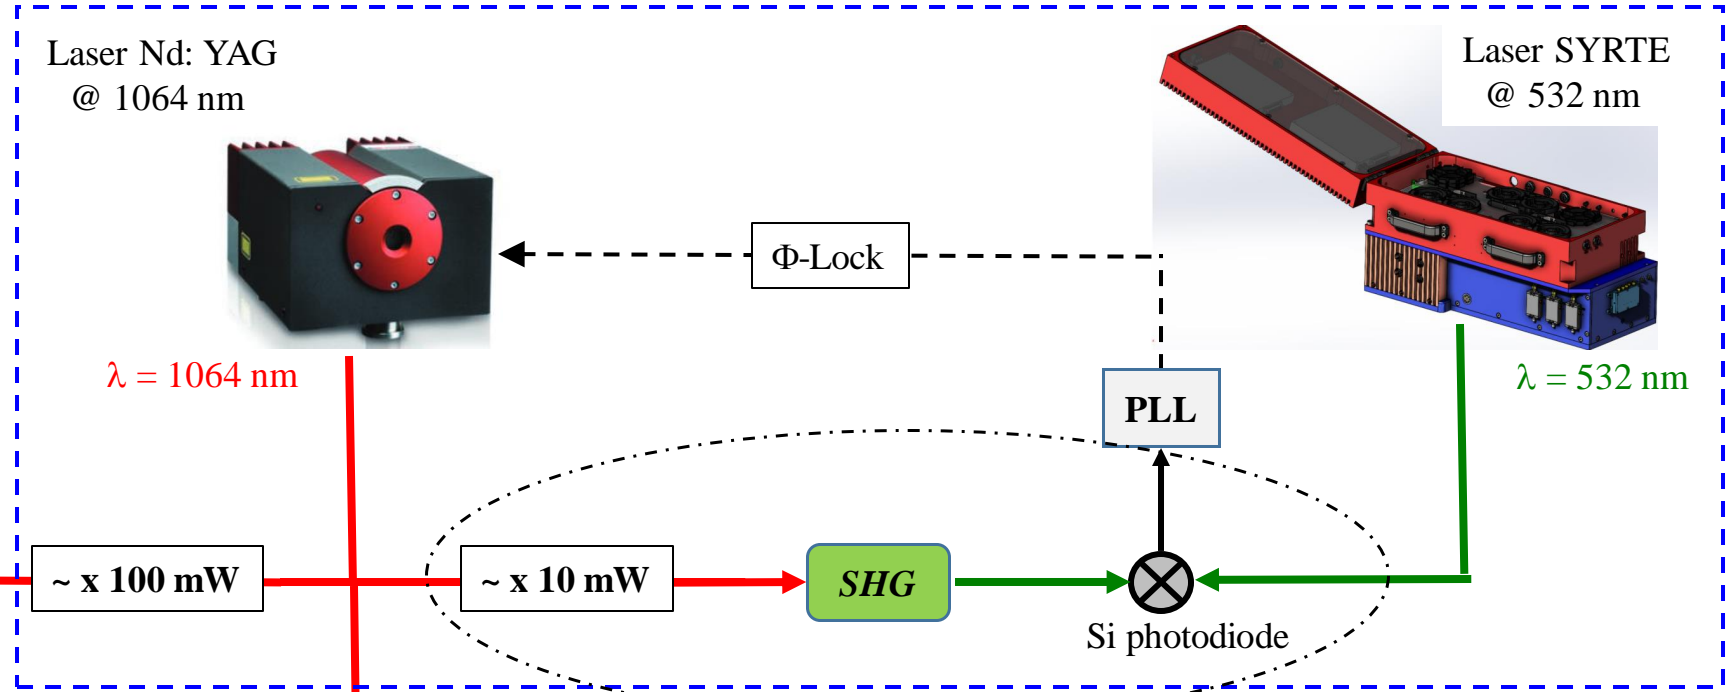 Laser Nd: YAG
@ 1064 nm
Laser SYRTE
@ 532 nm
Φ-Lock
λ = 1064 nm
λ = 532 nm
PLL
~ x 100 mW
~ x 10 mW
SHG
Si photodiode